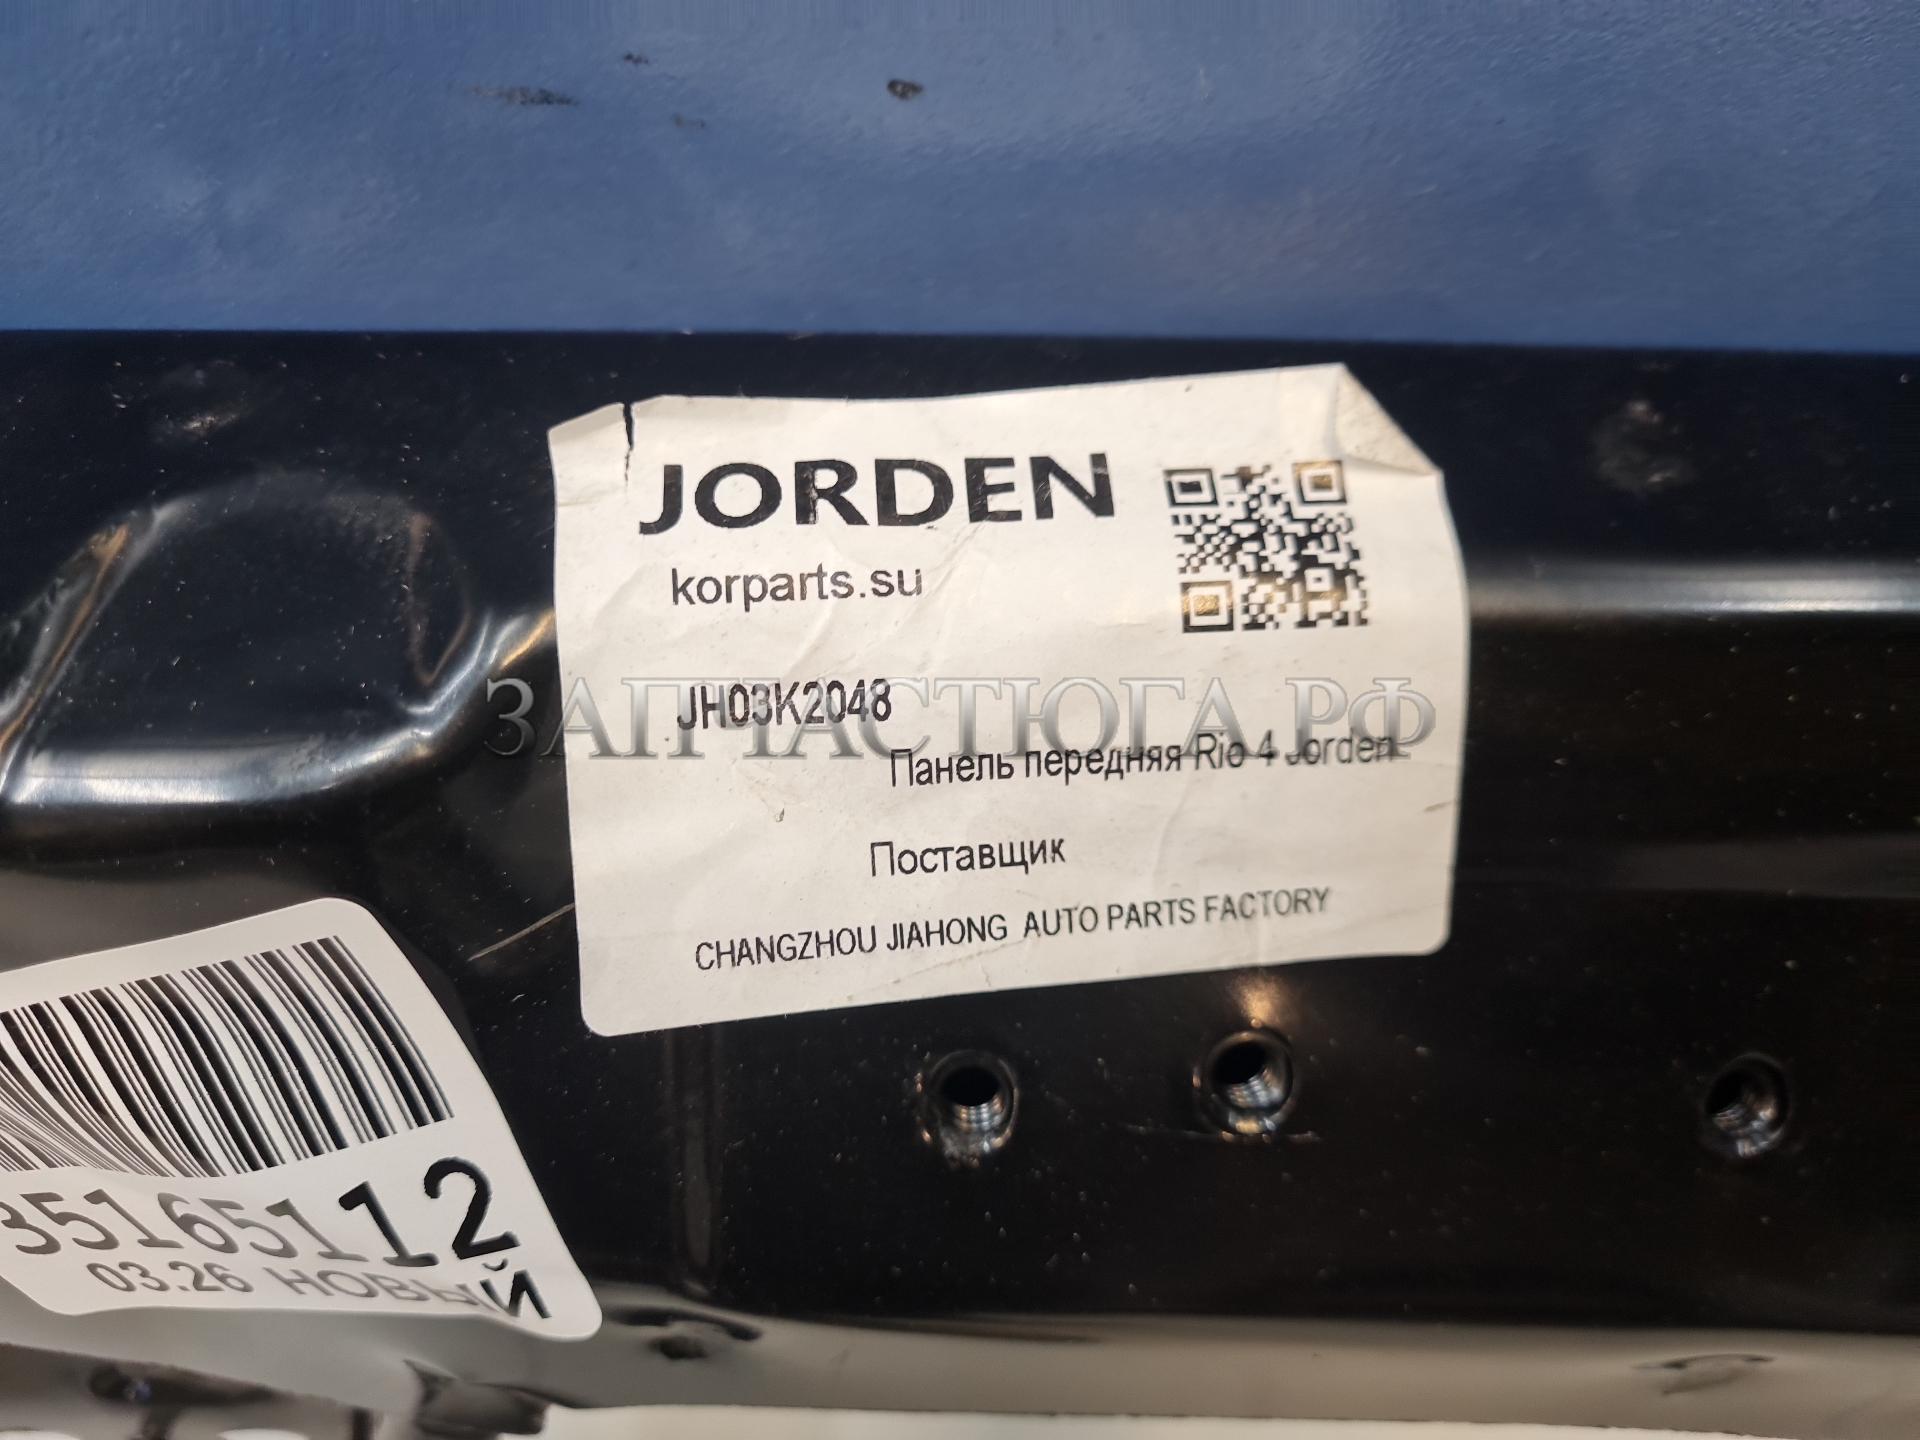 JORDEN
korparts.su
JH03K2048
ЗАПЧАСТЮГА.РФ
Панель передняя Rio 4 Jorden
Поставщик
CHANGZHOU JIAHONG AUTO PARTS FACTORY
35165112
03.26 НОВЫЙ